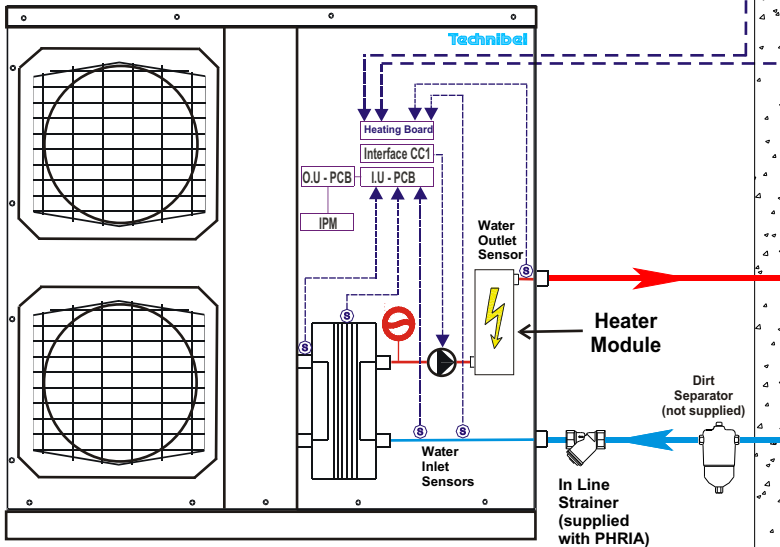 Technibel
Heating Board
Interface CC1
O.U - PCB
I.U - PCB
IPM
Water
Outlet
Sensor
S
S
S
Heater
Module
Dirt
Separator
(not supplied)
S
S
Water
Inlet
Sensors
In Line
Strainer
(supplied
with PHRIA)